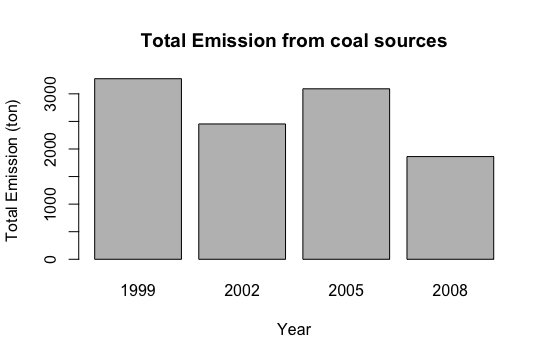 Total Emission from coal sources
Total Emission (ton)
3000
2000
1000
0
1999 2002 2005 2008
Year